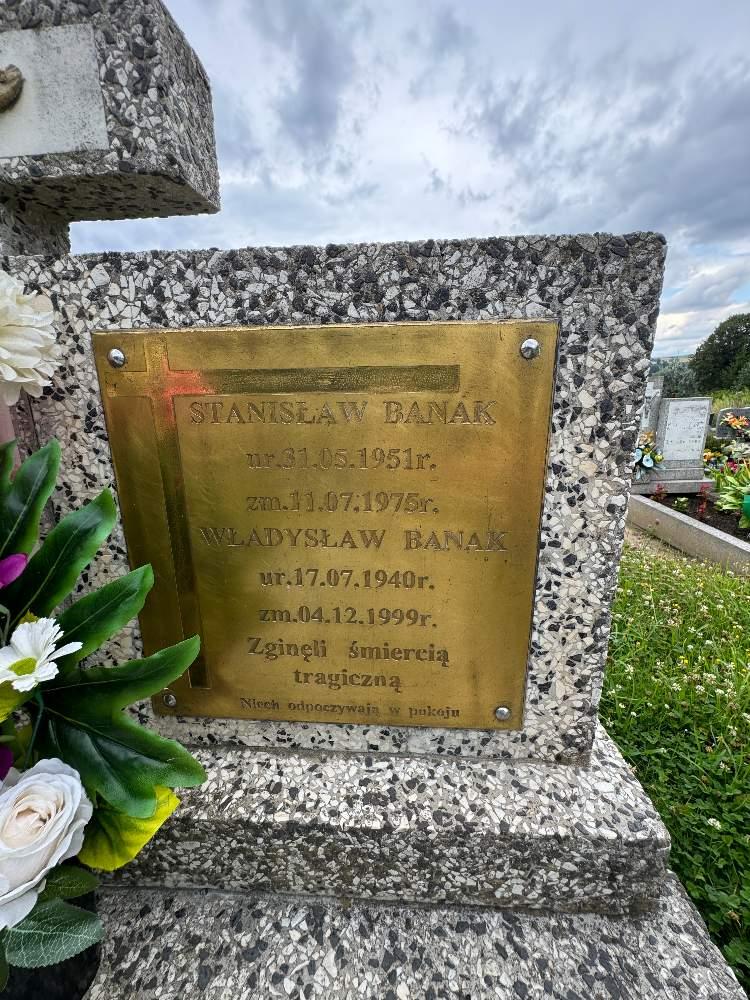 STANISŁAW BANAK
ur.31.05.1951r.
zm.11.07.1975r.
WŁADYSŁAW BANAK
ur.17.07.1940r.
zm.04.12.1999r.
Zginęli śmiercią
tragiczną
Niech odpoczywają w pokoju